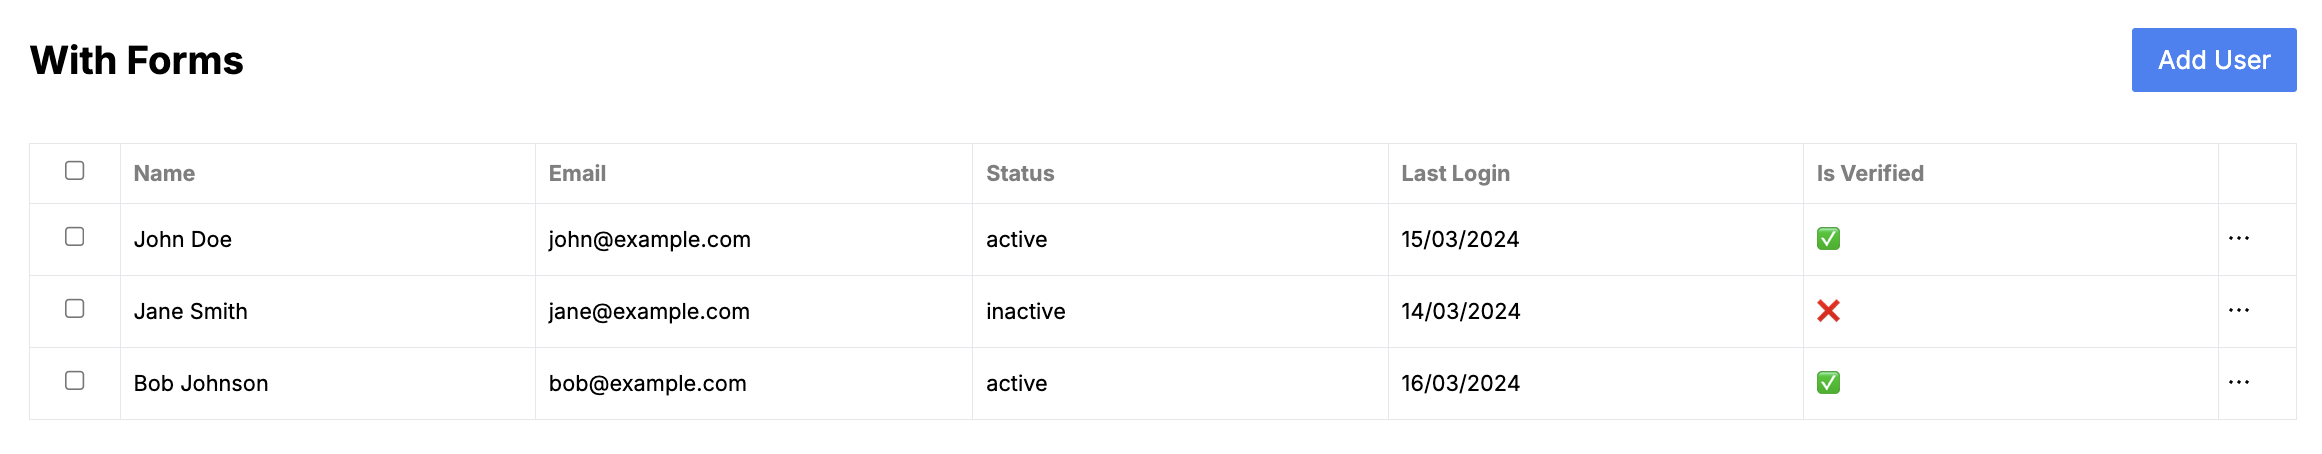 With Forms
Add User
Name Email Status Last Login Is Verified
John Doe john@example.com active 15/03/2024 ✅ ...
Jane Smith jane@example.com inactive 14/03/2024 ❌ ...
Bob Johnson bob@example.com active 16/03/2024 ✅ ...